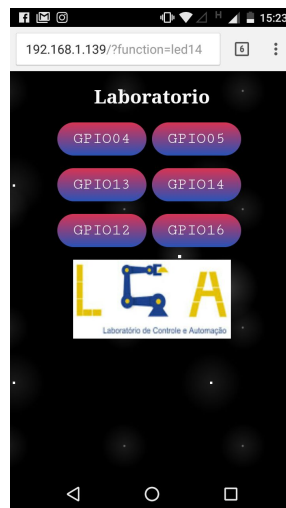 H 15:23
192.168.1.139/?function=led14 6
Laboratorio
GPIO04 GPIO05
GPIO13 GPIO14
GPIO12 GPIO16
LCA
Laboratório de Controle e Automação